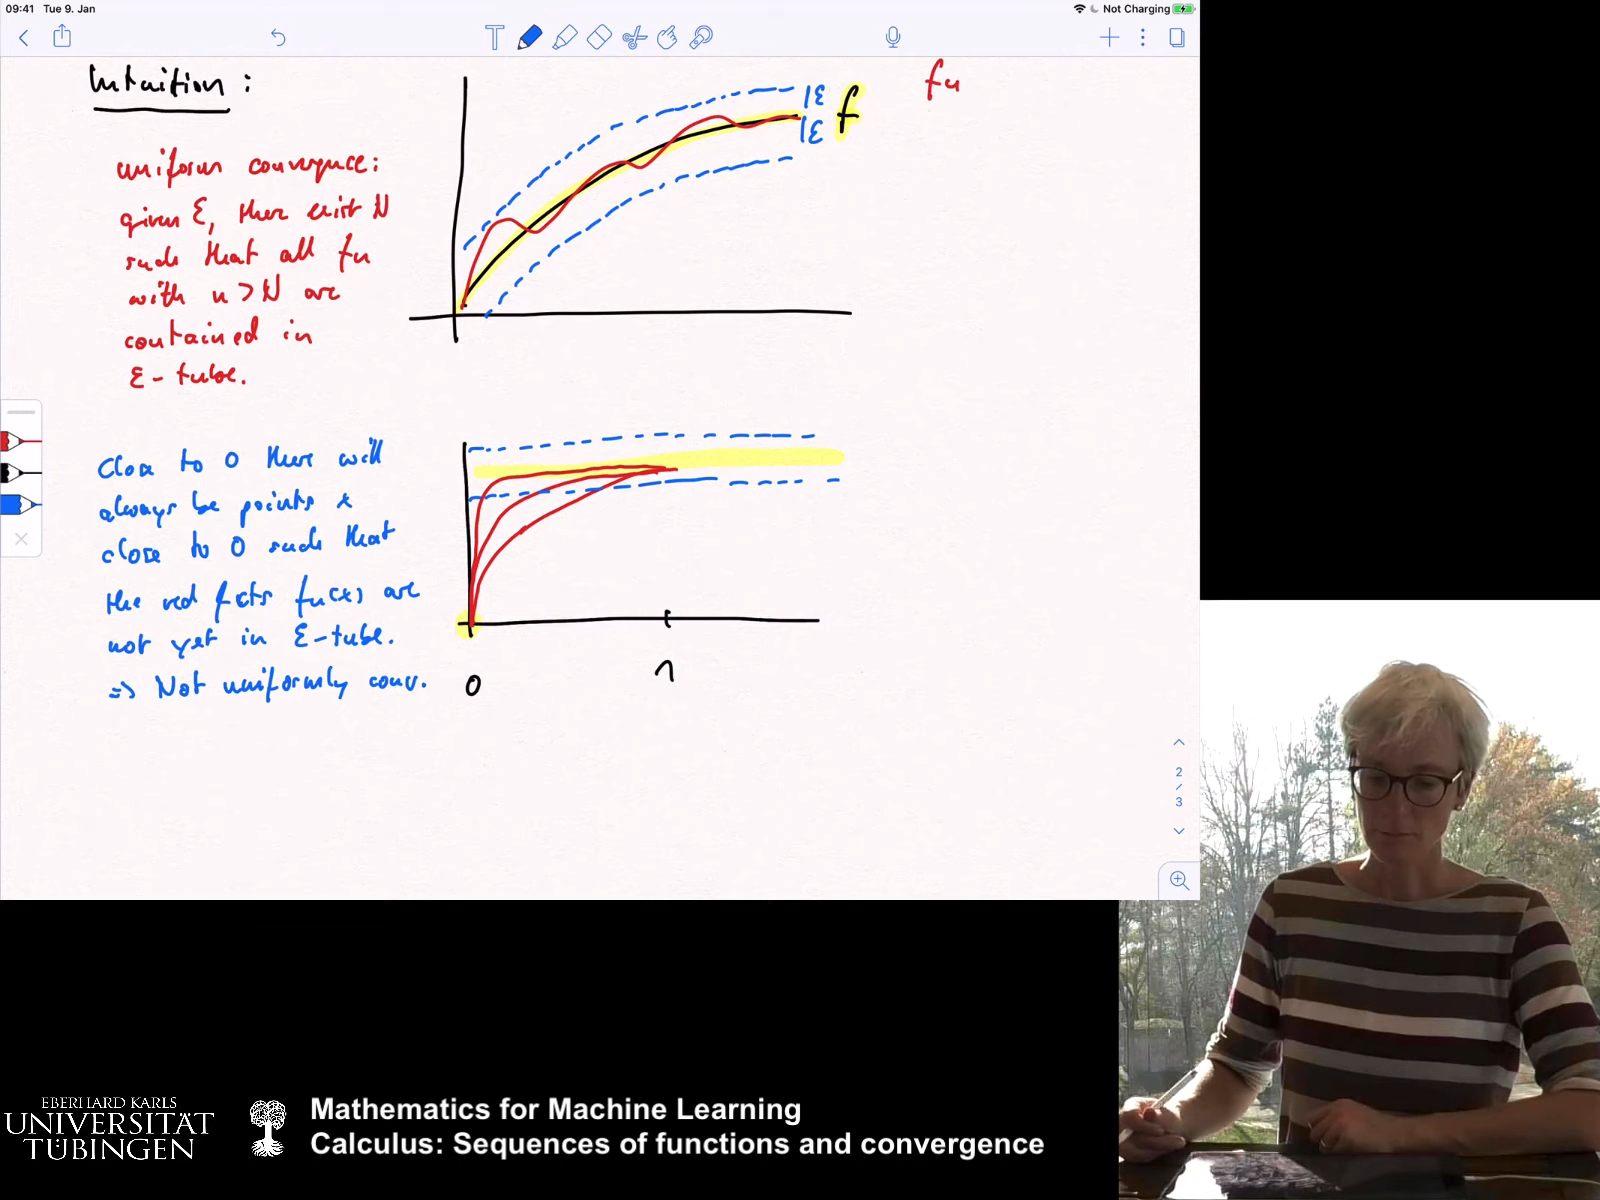 09:41 Tue 9. Jan
Not Charging
T
Intuition :
fn
uniform convergence:
given ε, there exist N
such that all fn
with n > N are
contained in
ε-tube.
ε
ε
f
Close to 0 there will
always be points x
close to 0 such that
the red fcts fn(x) are
not yet in ε-tube.
=> Not uniformly conv.
0
1
2
3
EBERHARD KARLS
UNIVERSITÄT
TÜBINGEN
Mathematics for Machine Learning
Calculus: Sequences of functions and convergence